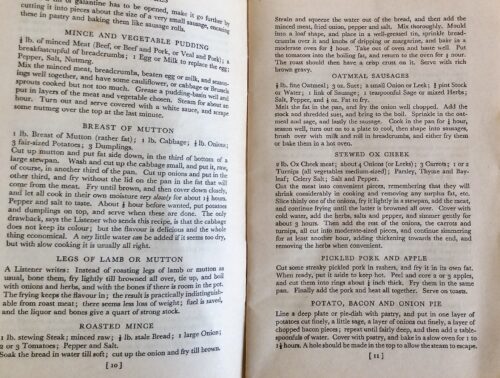 tin of galantine has to be opened, make it go further by
cutting it into pieces about the size of a very small sausage, encasing
these in pastry and baking them like sausage rolls.
MINCE AND VEGETABLE PUDDING
½ lb. of minced Meat (Beef, or Beef and Pork, or Veal and Pork);
breakfastcupful of breadcrumbs; 1 Egg or Milk to replace the egg;
Pepper, Salt, Nutmeg.
Mix the minced meat, breadcrumbs, beaten egg or milk, and season-
ings well together, and have some cauliflower, or cabbage or Brussels
sprouts cooked but not too much. Grease a pudding-basin well and
put in layers of the meat and vegetable chosen. Steam for about an
hour. Turn out and serve covered with a white sauce, and scrape
some nutmeg over the top at the last minute.
BREAST OF MUTTON
1 lb. Breast of Mutton (rather fat); 1 lb. Cabbage; ½ lb. Onions;
3 fair-sized Potatoes; 3 Dumplings.
Cut up mutton and put fat side down, in the third of bottom of a
large stewpan. Wash and cut up the cabbage small, and put it, raw,
of course, in another third of the pan. Cut up onions and put in the
other third, and fry without the lid on the pan in the fat that will
come from the meat. Fry until brown, and then cover down closely,
and let all cook in their own moisture very slowly for about 1½ hours.
Pepper and salt to taste. About ½ hour before wanted, put potatoes
and dumplings on top, and serve when these are done. The only
drawback, says the Listener who sends this recipe, is that the cabbage
does not keep its colour; but the flavour is delicious and the whole
thing economical. A very little water can be added if it seems too dry,
but with slow cooking it is usually all right.
LEGS OF LAMB OR MUTTON
A Listener writes: Instead of roasting legs of lamb or mutton as
usual, bone them, fry lightly till browned all over, tie up, and boil
with onions and herbs, and with the bones if there is room in the pot.
The frying keeps the flavour in; the result is practically indistinguish-
able from roast meat; there seems less loss of weight; fuel is saved,
and the liquor and bones give a quart of strong stock.
ROASTED MINCE
1 lb. stewing Steak; minced raw; ½ lb. stale Bread; 1 large Onion;
2 or 3 Tomatoes; Pepper and Salt.
Soak the bread in water till soft; cut up the onion and fry till brown.
[ 10 ]
Strain and squeeze the water out of the bread, and then add the
minced meat, fried onion, pepper and salt. Mix thoroughly. Mould
into a loaf shape, and place in a well-greased tin, sprinkle bread-
crumbs over it and knobs of dripping or margarine, and bake in a
moderate oven for ¾ hour. Take out of oven and baste well. Put
the tomatoes into the boiling fat, and return to the oven for ¼ hour.
The roast should then have a crisp crust on it. Serve with rich
brown gravy.
OATMEAL SAUSAGES
½ lb. fine Oatmeal; 3 oz. Suet; 1 small Onion or Leek; ½ pint Stock
or Water; 1 link of Sausage; 1 teaspoonful Sage or mixed Herbs;
Salt, Pepper, and 1 oz. Fat to fry.
Melt the fat in the pan, and fry the onion well chopped. Add the
stock and shredded suet, and bring to the boil. Sprinkle in the oat-
meal and sage, and lastly the sausage. Cook in the pan for ½ hour,
season well, turn out on to a plate to cool, then shape into sausages,
brush over with milk and roll in breadcrumbs, and either fry them
or bake them in a hot oven.
STEWED OX CHEEK
2 lb. Ox Cheek meat; about 4 Onions (or Leeks); 3 Carrots; 1 or 2
Turnips (all vegetables medium-sized); Parsley, Thyme and Bay-
leaf; Celery Salt; Salt and Pepper.
Cut the meat into convenient pieces, remembering that they will
shrink considerably in cooking and removing any surplus fat, etc.
Slice thinly one of the onions, fry it lightly in a stewpan, add the meat,
and continue frying until the latter is browned all over. Cover with
cold water, add the herbs, salts and pepper, and simmer gently for
about 3 hours. Then add the rest of the onions, the carrots and
turnips, all cut into moderate-sized pieces, and continue simmering
for at least another hour, adding thickening towards the end, and
removing the herbs when convenient.
PICKLED PORK AND APPLE
Cut some streaky pickled pork in rashers, and fry is in its own fat.
When ready, put it aside to keep hot. Peel and core 2 or 3 apples,
and cut them into rings about ½ inch thick. Fry them in the same
pan. Finally add the pork and heat all together. Serve on toasts.
POTATO, BACON AND ONION PIE
Line a deep plate or pie-dish with pastry, and put in one layer of
potatoes cut finely, a little sage, a layer of onions cut finely, a layer of
chopped bacon pieces; repeat until fairly deep, and then add 2 table-
spoonfuls of water. Cover with pastry, and bake in a slow oven for 1 to
1½ hours. A hole should be made in the top to allow the steam to escape.
[ 11 ]